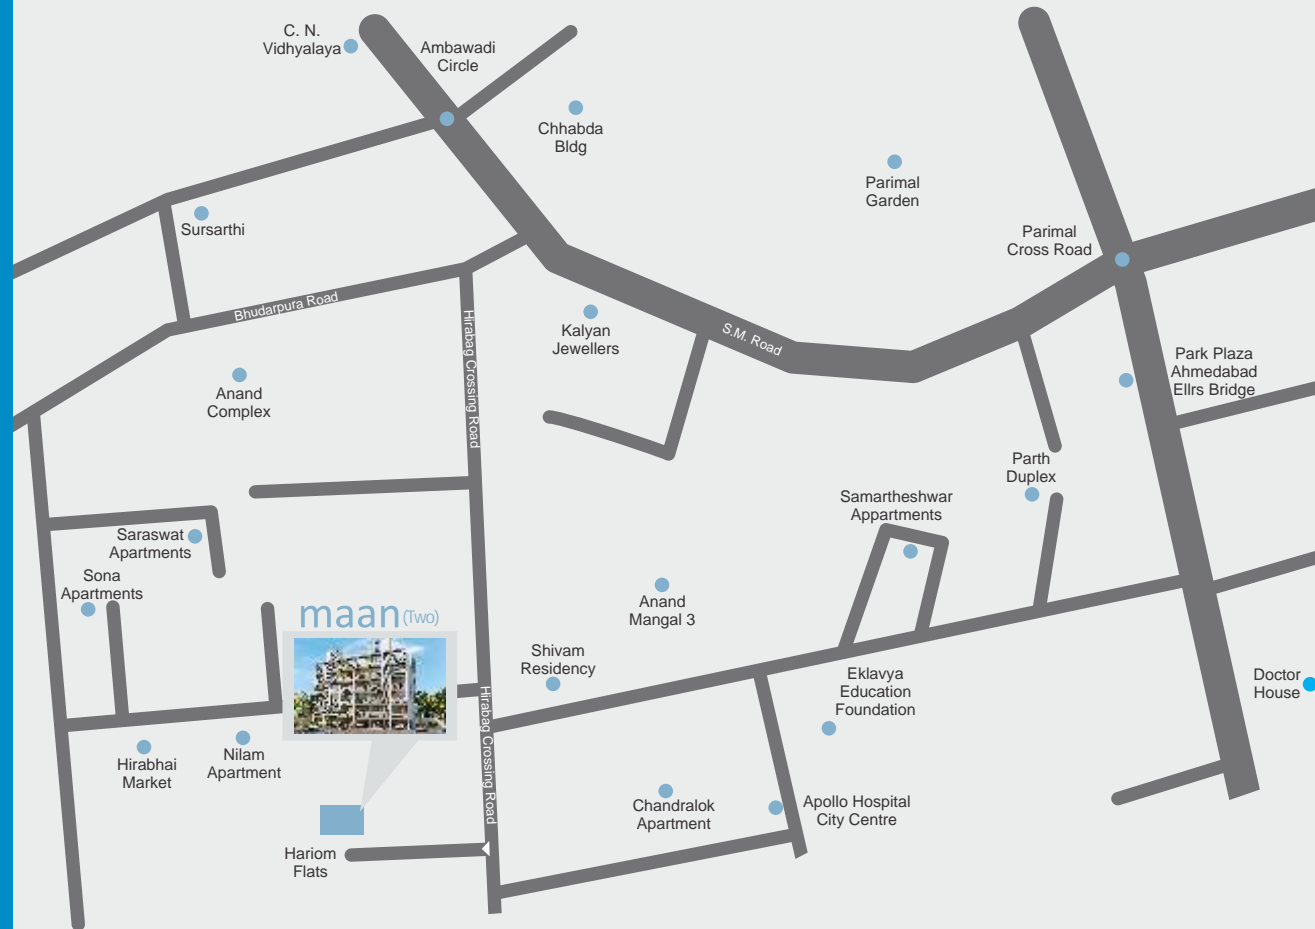 C. N.
Vidhyalaya
Ambawadi
Circle
Chhabda
Bldg
Parimal
Garden
Sursarthi
Parimal
Cross Road
Bhudarpura Road
Hirabag Crossing Road
Kalyan
Jewellers
S.M. Road
Park Plaza
Ahmedabad
Ellrs Bridge
Anand
Complex
Parth
Duplex
Samartheshwar
Appartments
Saraswat
Apartments
Sona
Apartments
maan (Two)
Anand
Mangal 3
Shivam
Residency
Eklavya
Education
Foundation
Doctor
House
Hirabag Crossing Road
Hirabhai
Market
Nilam
Apartment
Chandralok
Apartment
Apollo Hospital
City Centre
Hariom
Flats